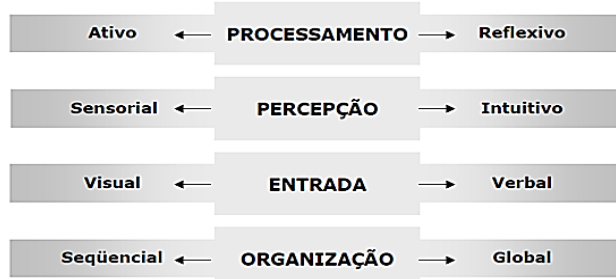 Ativo ← PROCESSAMENTO → Reflexivo
Sensorial ← PERCEPÇÃO → Intuitivo
Visual ← ENTRADA → Verbal
Seqüencial ← ORGANIZAÇÃO → Global